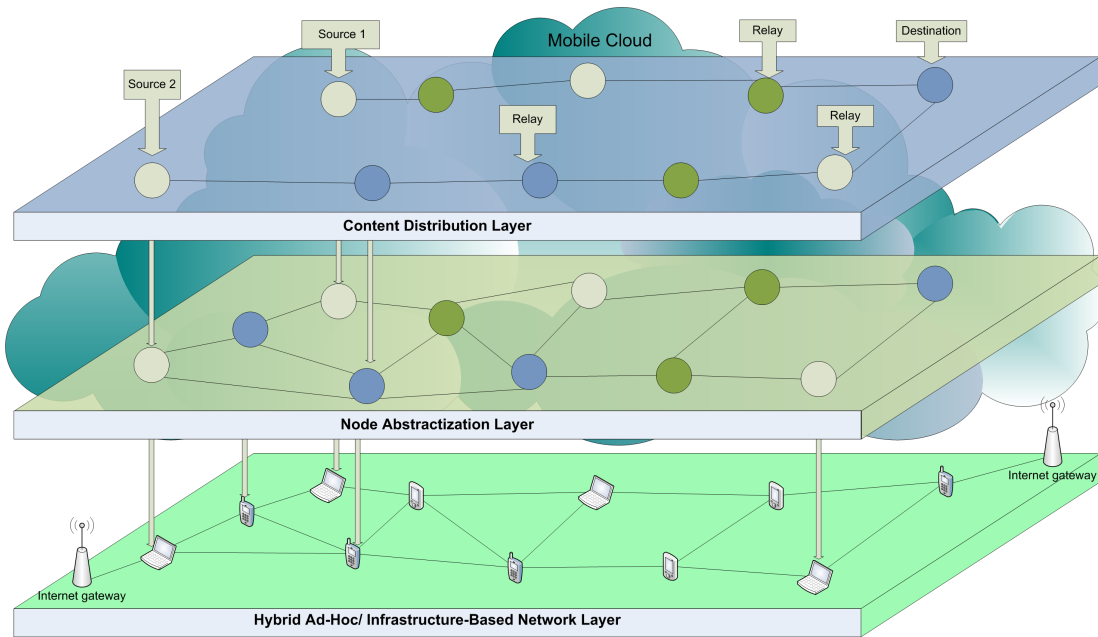 Source 1
Mobile Cloud
Relay
Destination
Source 2
Relay
Relay
Content Distribution Layer
Node Abstractization Layer
Internet gateway
Internet gateway
Hybrid Ad-Hoc/ Infrastructure-Based Network Layer